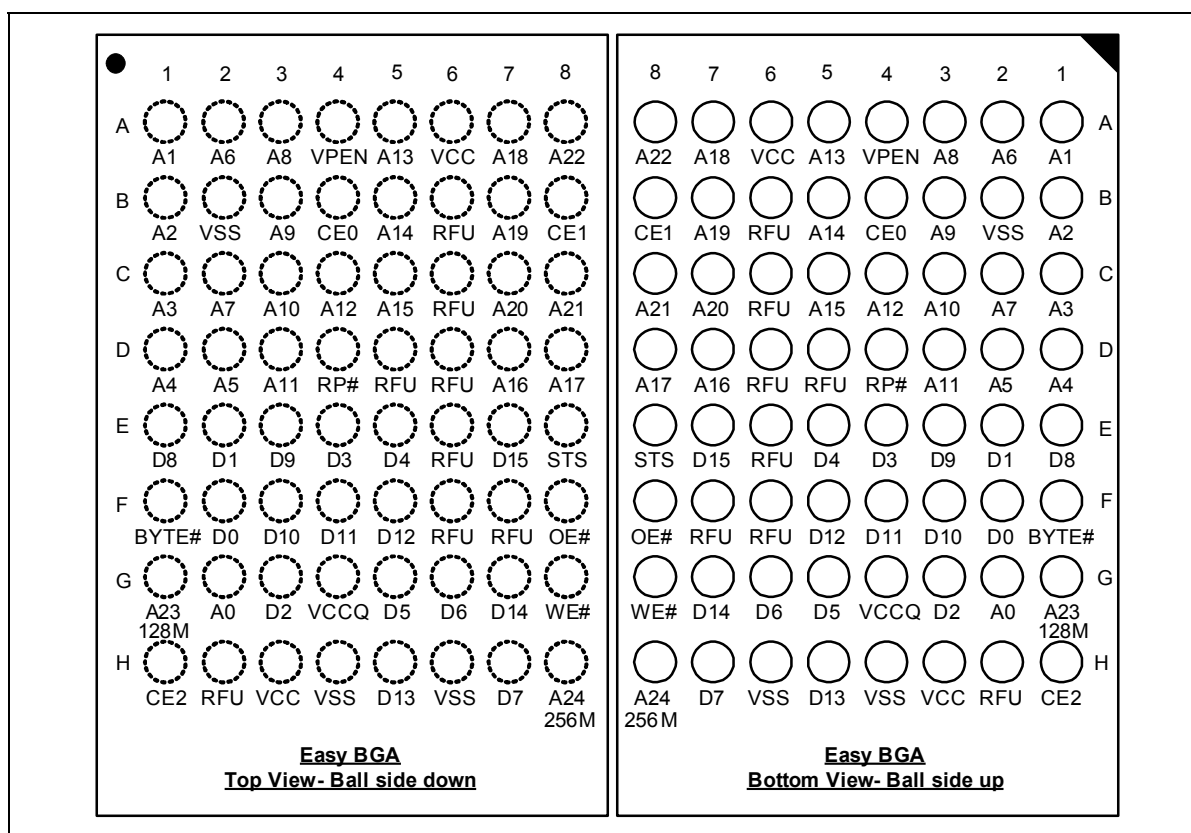 1 2 3 4 5 6 7 8
A
A1 A6 A8 VPEN A13 VCC A18 A22
B
A2 VSS A9 CE0 A14 RFU A19 CE1
C
A3 A7 A10 A12 A15 RFU A20 A21
D
A4 A5 A11 RP# RFU RFU A16 A17
E
D8 D1 D9 D3 D4 RFU D15 STS
F
BYTE# D0 D10 D11 D12 RFU RFU OE#
G
A23 A0 D2 VCCQ D5 D6 D14 WE#
128M
H
CE2 RFU VCC VSS D13 VSS D7 A24
256M
Easy BGA
Top View- Ball side down
8 7 6 5 4 3 2 1
A
A22 A18 VCC A13 VPEN A8 A6 A1
B
CE1 A19 RFU A14 CE0 A9 VSS A2
C
A21 A20 RFU A15 A12 A10 A7 A3
D
A17 A16 RFU RFU RP# A11 A5 A4
E
STS D15 RFU D4 D3 D9 D1 D8
F
OE# RFU RFU D12 D11 D10 D0 BYTE#
G
WE# D14 D6 D5 VCCQ D2 A0 A23
128M
H
A24 D7 VSS D13 VSS VCC RFU CE2
256M
Easy BGA
Bottom View- Ball side up